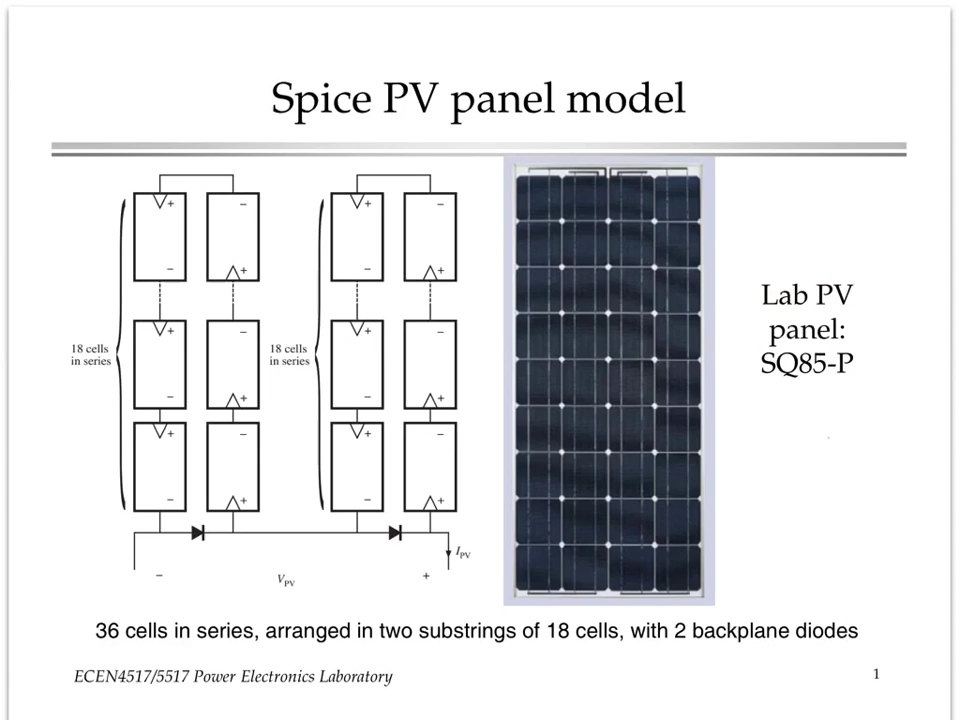 Spice PV panel model
+
–
+
–
–
+
–
+
18 cells
in series
+
–
+
–
18 cells
in series
+
–
+
–
–
+
–
+
–
+
–
+
I_PV
–
V_PV
+
Lab PV
panel:
SQ85-P
36 cells in series, arranged in two substrings of 18 cells, with 2 backplane diodes
ECEN4517/5517 Power Electronics Laboratory
1